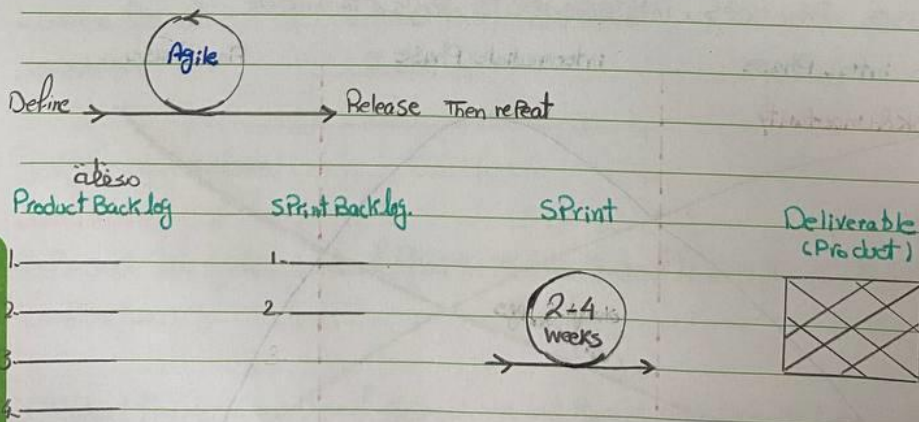 Agile
Define
Release Then repeat
Product Backlog
SPrint Backlog.
SPrint
Deliverable
(Product)
1.
2.
3.
4.
1.
2.
2-4
weeks